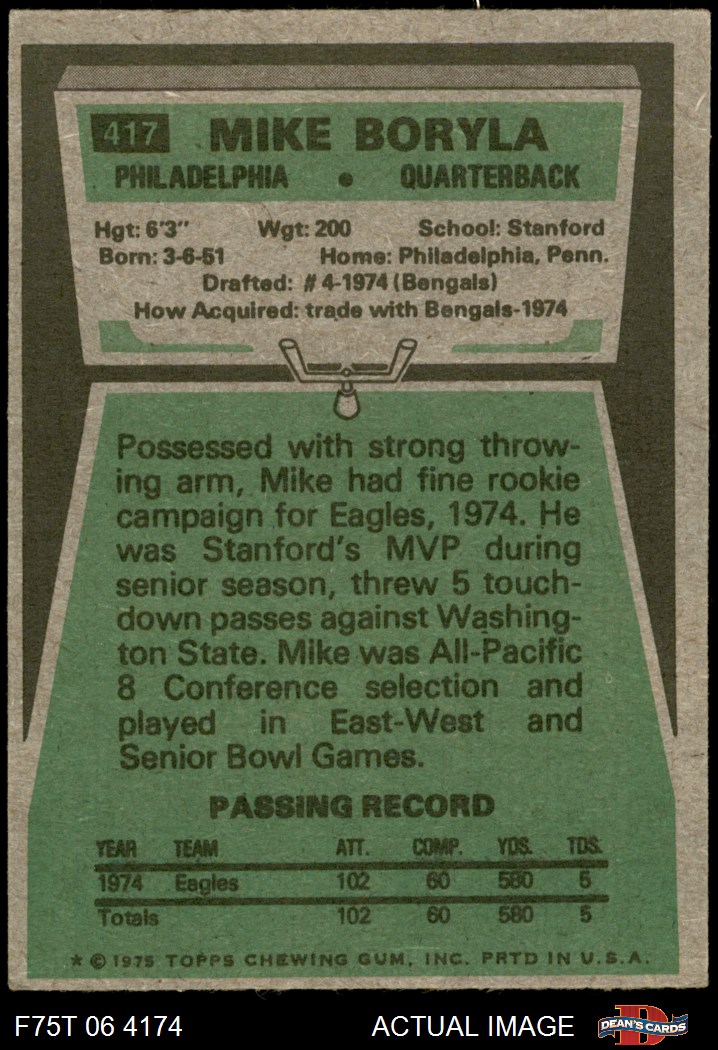 417 MIKE BORYLA
PHILADELPHIA • QUARTERBACK
Hgt: 6'3" Wgt: 200 School: Stanford
Born: 3-6-51 Home: Philadelphia, Penn.
Drafted: #4-1974 (Bengals)
How Acquired: trade with Bengals-1974
Possessed with strong throw-
ing arm, Mike had fine rookie
campaign for Eagles, 1974. He
was Stanford's MVP during
senior season, threw 5 touch-
down passes against Washing-
ton State. Mike was All-Pacific
8 Conference selection and
played in East-West and
Senior Bowl Games.
PASSING RECORD
YEAR TEAM ATT. COMP. YDS. TDS.
1974 Eagles 102 60 580 5
Totals 102 60 580 5
* © 1975 TOPPS CHEWING GUM, INC. PRTD IN U.S.A.
F75T 06 4174 ACTUAL IMAGE D DEAN'S CARDS